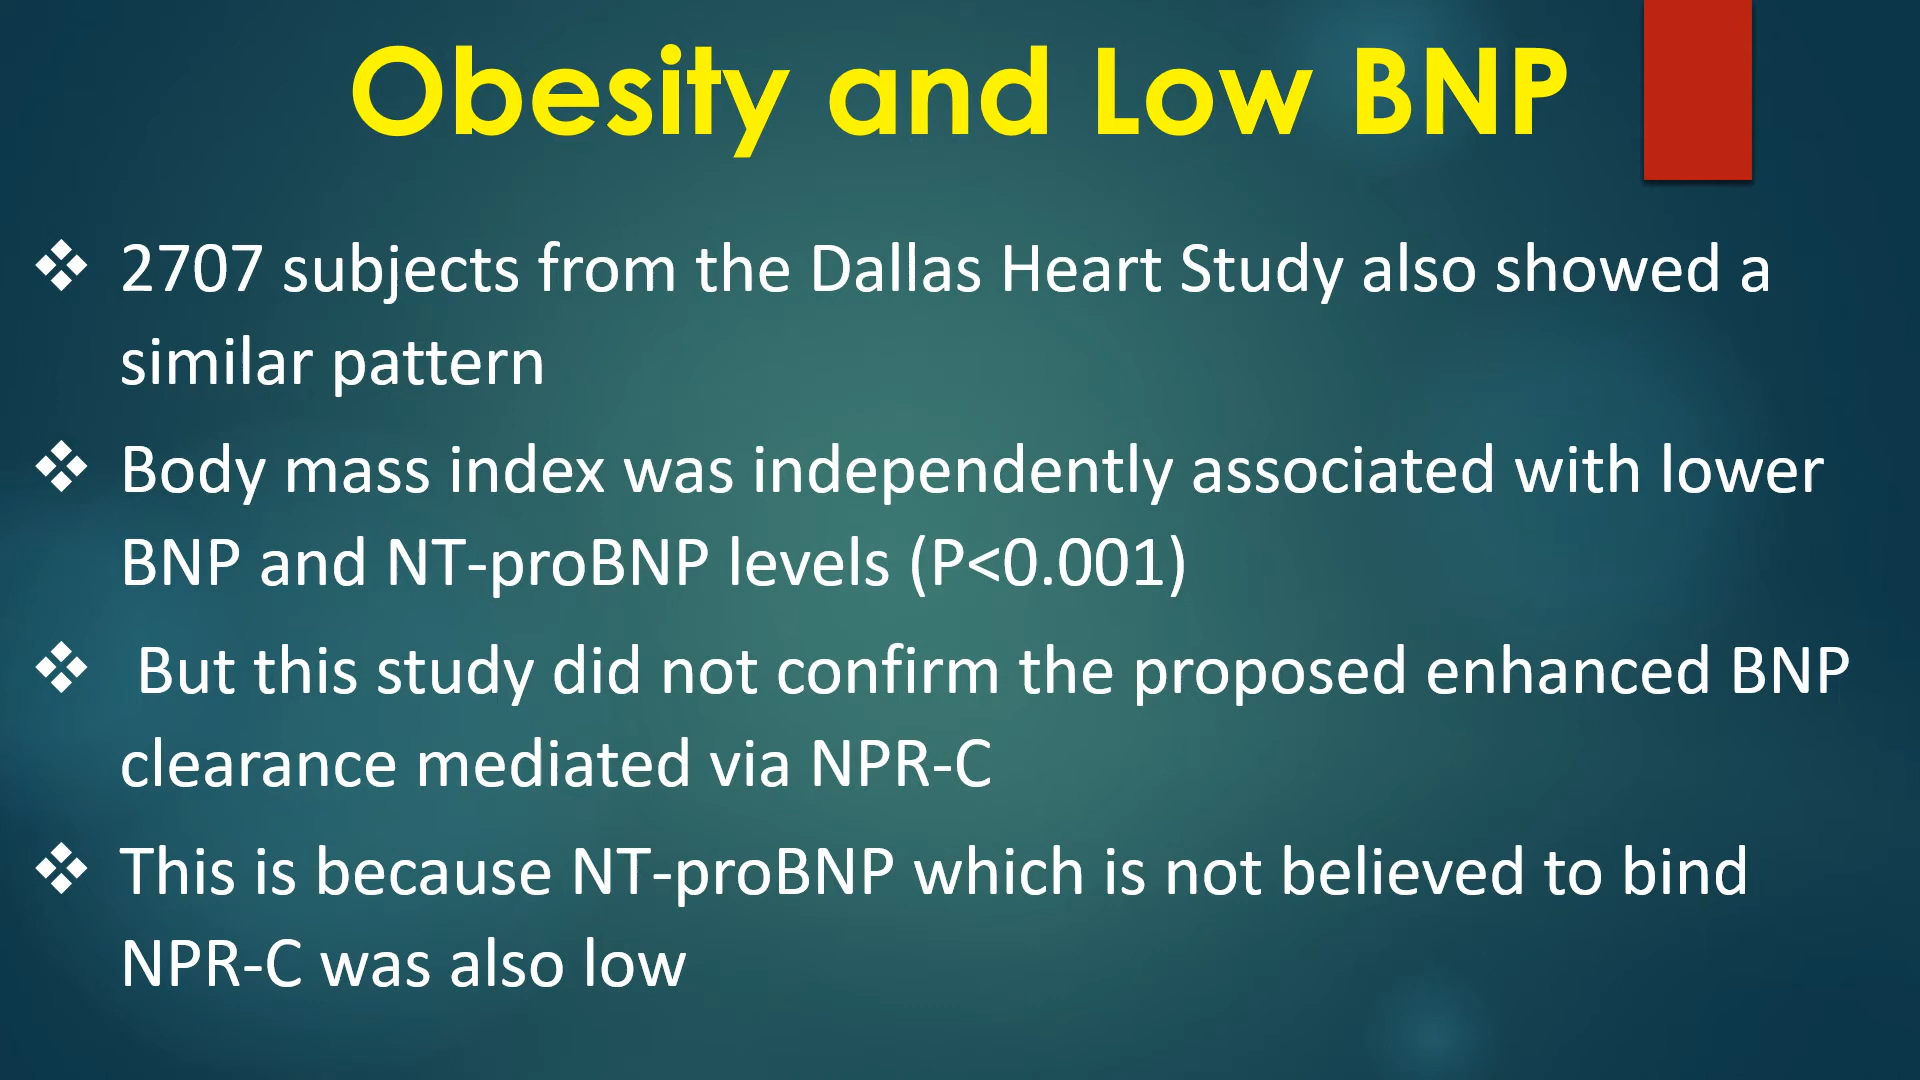 Obesity and Low BNP
❖ 2707 subjects from the Dallas Heart Study also showed a
similar pattern
❖ Body mass index was independently associated with lower
BNP and NT-proBNP levels (P<0.001)
❖ But this study did not confirm the proposed enhanced BNP
clearance mediated via NPR-C
❖ This is because NT-proBNP which is not believed to bind
NPR-C was also low